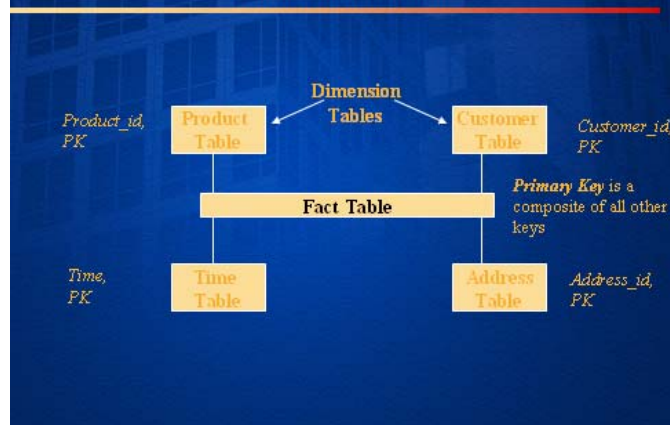 Dimension
Tables
Product_id,
PK
Product
Table
Customer
Table
Customer_id,
PK
Fact Table
Primary Key is a
composite of all other
keys
Time,
PK
Time
Table
Address
Table
Address_id,
PK